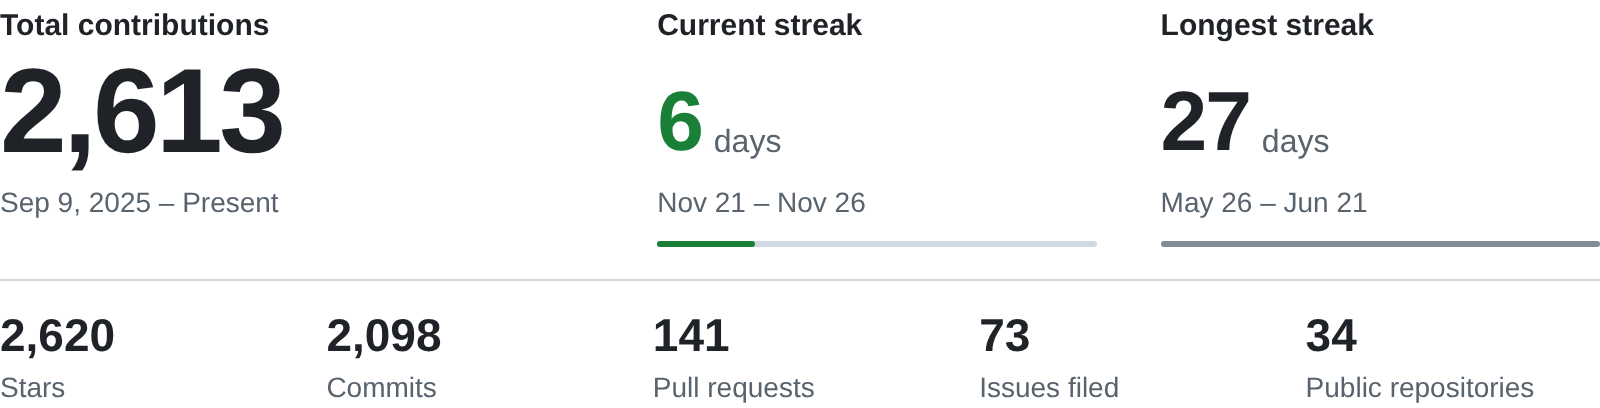 Total contributions
2,613
Sep 9, 2025 – Present
Current streak
6 days
Nov 21 – Nov 26
Longest streak
27 days
May 26 – Jun 21
2,620
Stars
2,098
Commits
141
Pull requests
73
Issues filed
34
Public repositories